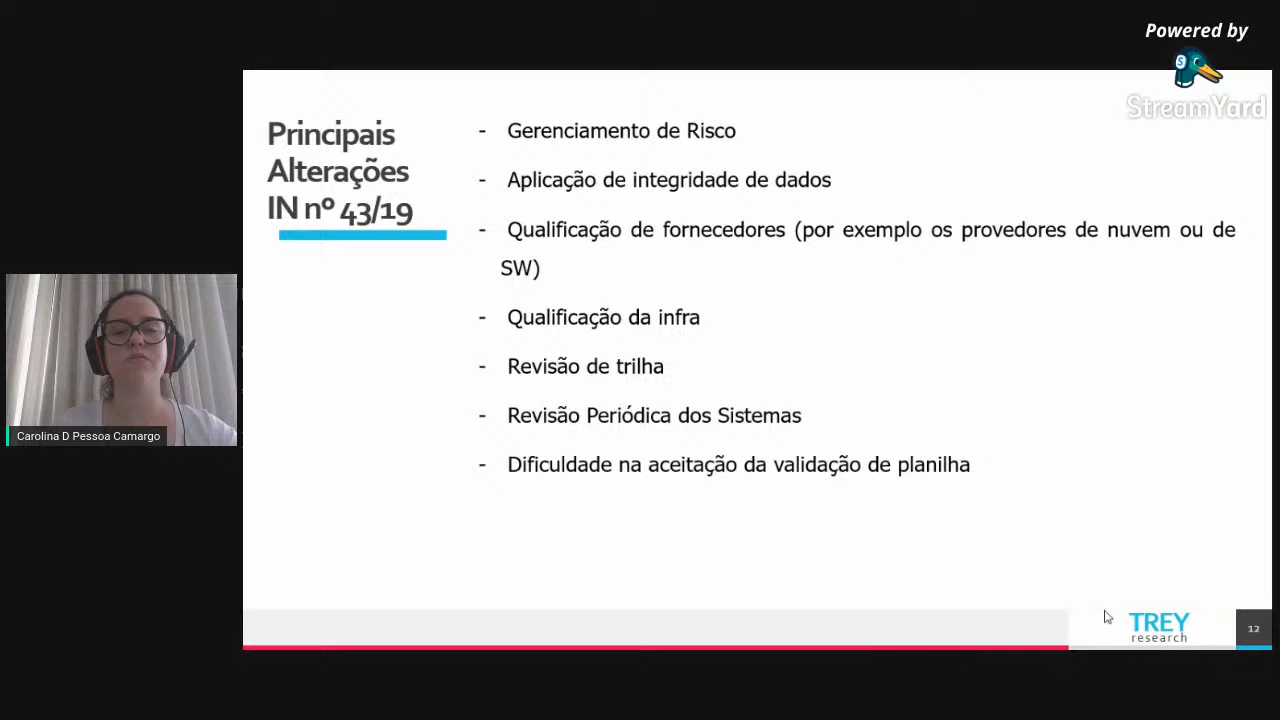 Powered by
StreamYard
Principais
Alterações
IN nº 43/19
- Gerenciamento de Risco
- Aplicação de integridade de dados
- Qualificação de fornecedores (por exemplo os provedores de nuvem ou de
SW)
- Qualificação da infra
- Revisão de trilha
- Revisão Periódica dos Sistemas
- Dificuldade na aceitação da validação de planilha
Carolina D Pessoa Camargo
TREY
research
12